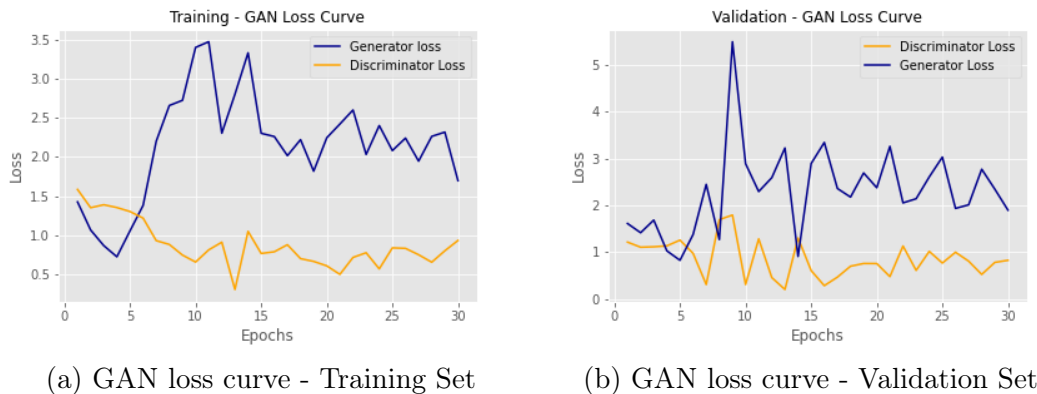 Training - GAN Loss Curve
Generator loss
Discriminator Loss
3.5
3.0
2.5
2.0
1.5
1.0
0.5
Loss
0 5 10 15 20 25 30
Epochs
(a) GAN loss curve - Training Set
Validation - GAN Loss Curve
Discriminator Loss
Generator Loss
5
4
3
2
1
0
Loss
0 5 10 15 20 25 30
Epochs
(b) GAN loss curve - Validation Set